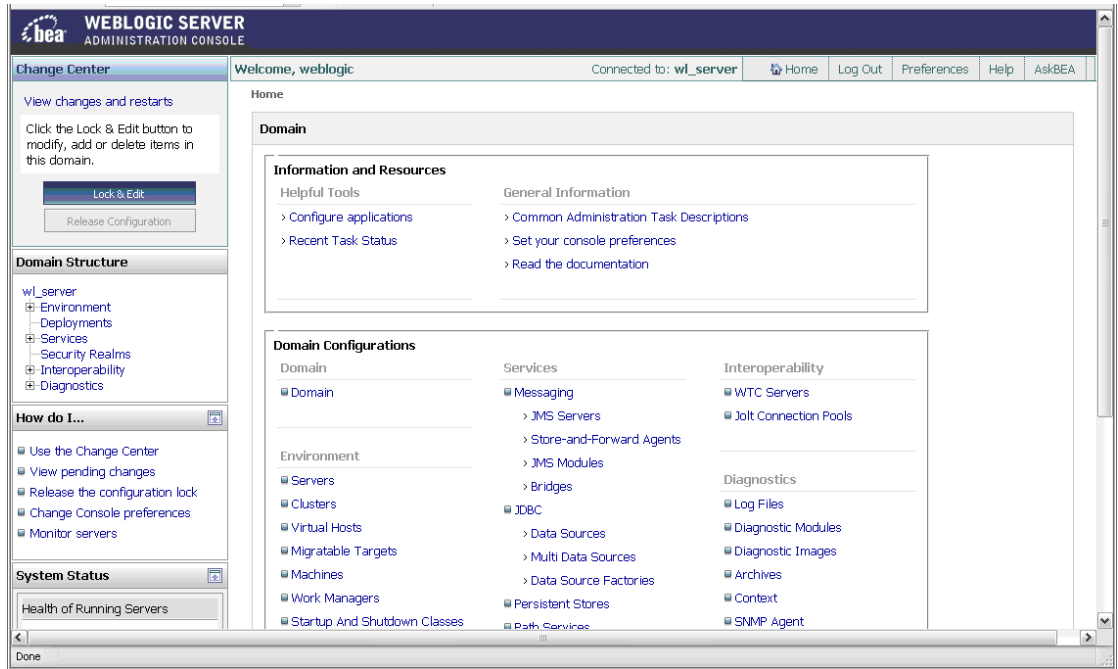 bea
WEBLOGIC SERVER
ADMINISTRATION CONSOLE
Change Center
View changes and restarts
Click the Lock & Edit button to
modify, add or delete items in
this domain.
Lock & Edit
Release Configuration
Domain Structure
wl_server
Environment
Deployments
Services
Security Realms
Interoperability
Diagnostics
How do I...
Use the Change Center
View pending changes
Release the configuration lock
Change Console preferences
Monitor servers
System Status
Health of Running Servers
Welcome, weblogic
Connected to: wl_server
Home
Log Out
Preferences
Help
AskBEA
Home
Domain
Information and Resources
Helpful Tools
› Configure applications
› Recent Task Status
General Information
› Common Administration Task Descriptions
› Set your console preferences
› Read the documentation
Domain Configurations
Domain
Domain
Environment
Servers
Clusters
Virtual Hosts
Migratable Targets
Machines
Work Managers
Startup And Shutdown Classes
Services
Messaging
› JMS Servers
› Store-and-Forward Agents
› JMS Modules
› Bridges
JDBC
› Data Sources
› Multi Data Sources
› Data Source Factories
Persistent Stores
Path Services
Interoperability
WTC Servers
Jolt Connection Pools
Diagnostics
Log Files
Diagnostic Modules
Diagnostic Images
Archives
Context
SNMP Agent
Done